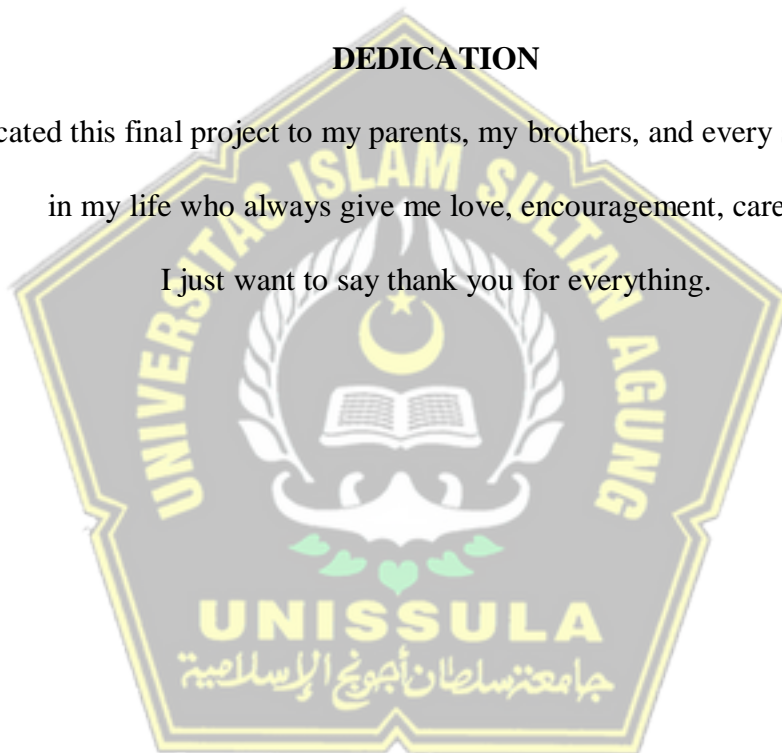 DEDICATION
this final project to my parents, my brothers, and every
in my life who always give me love, encouragement, care
I just want to say thank you for everything.
UNIVERSITAS ISLAM SULTAN AGUNG
UNISSULA
جامعة سلطان أجونج الإسلامية